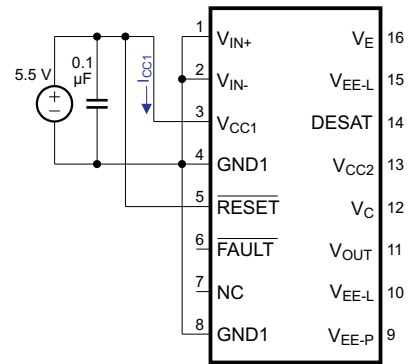 5.5 V
+
−
0.1
µF
I_CC1
1 V_IN+
2 V_IN-
3 V_CC1
4 GND1
5 RESET
6 FAULT
7 NC
8 GND1
V_E 16
V_EE-L 15
DESAT 14
V_CC2 13
V_C 12
V_OUT 11
V_EE-L 10
V_EE-P 9